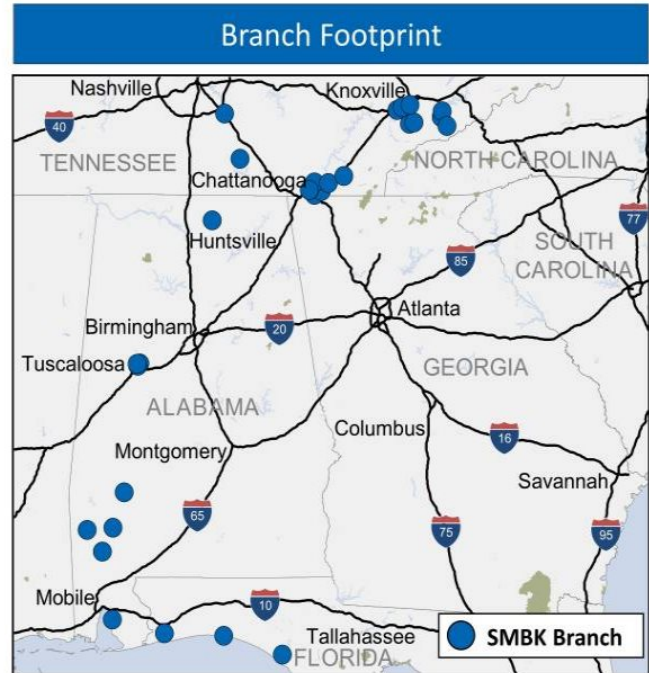 Branch Footprint
Nashville
Knoxville
40
TENNESSEE
NORTH CAROLINA
Chattanooga
77
Huntsville
SOUTH
CAROLINA
85
Atlanta
Birmingham
20
Tuscaloosa
GEORGIA
ALABAMA
Columbus
16
Montgomery
Savannah
65
75
95
Mobile
10
Tallahassee
SMBK Branch
FLORIDA